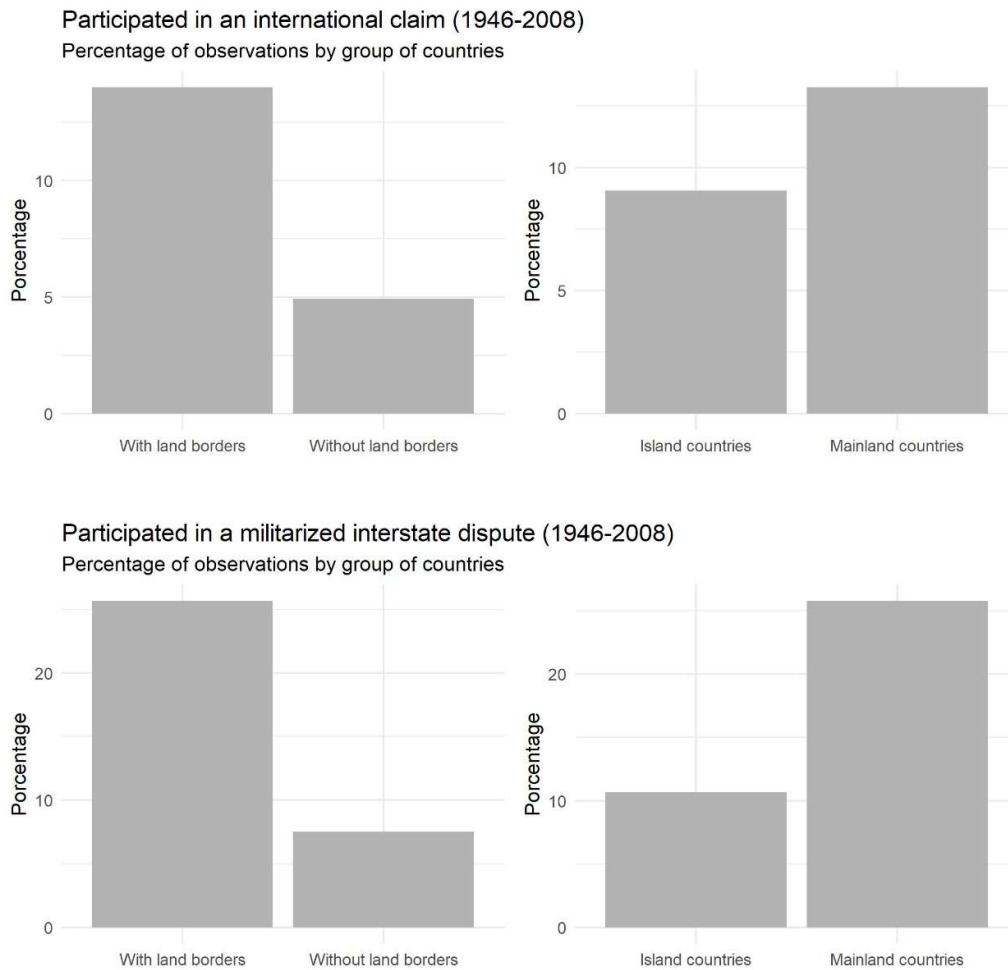 Participated in an international claim (1946-2008)
Percentage of observations by group of countries
Porcentage
10
5
0
With land borders
Without land borders
Porcentage
10
5
0
Island countries
Mainland countries
Participated in a militarized interstate dispute (1946-2008)
Percentage of observations by group of countries
Porcentage
20
10
0
With land borders
Without land borders
Porcentage
20
10
0
Island countries
Mainland countries